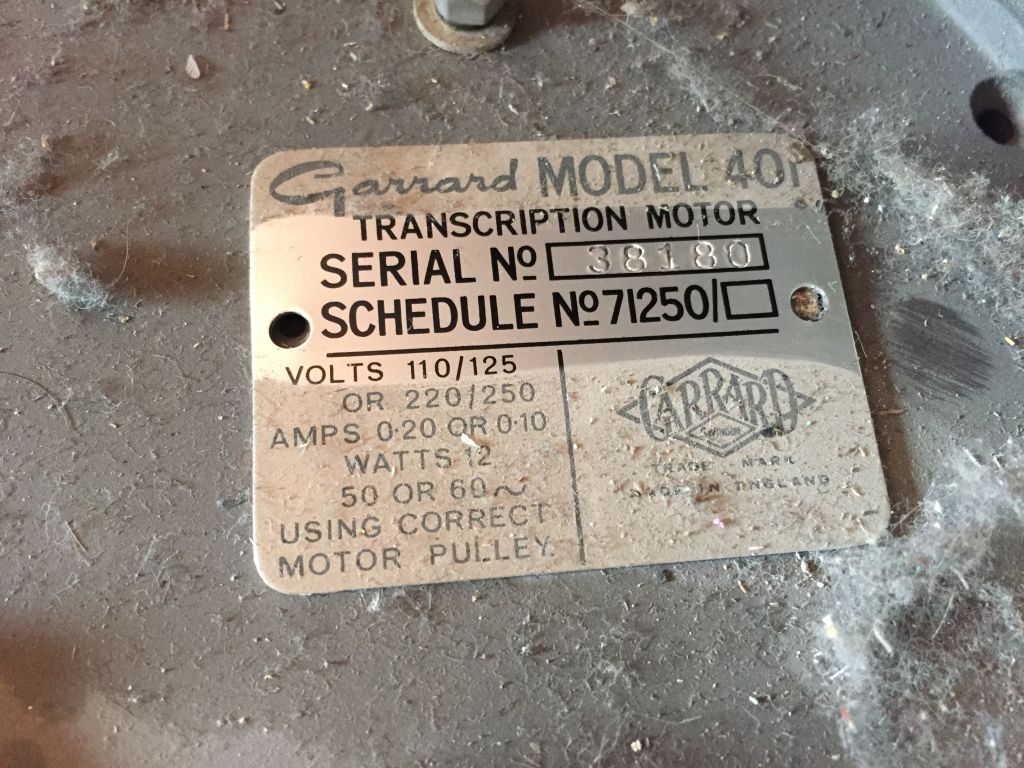 Garrard MODEL 401
TRANSCRIPTION MOTOR
SERIAL Nº 38180
SCHEDULE Nº 71250/
VOLTS 110/125
OR 220/250
AMPS 0·20 OR 0·10
WATTS 12
50 OR 60~
USING CORRECT
MOTOR PULLEY.
GARRARD
SWINDON
TRADE MARK
MADE IN ENGLAND